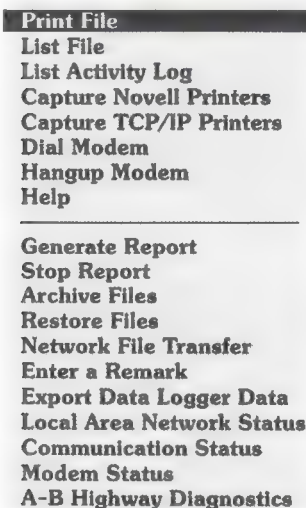 Print File
List File
List Activity Log
Capture Novell Printers
Capture TCP/IP Printers
Dial Modem
Hangup Modem
Help
Generate Report
Stop Report
Archive Files
Restore Files
Network File Transfer
Enter a Remark
Export Data Logger Data
Local Area Network Status
Communication Status
Modem Status
A-B Highway Diagnostics